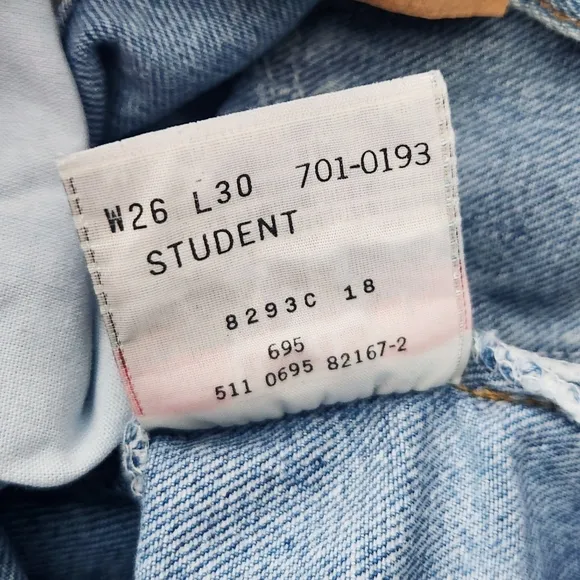 W26 L30 701-0193
STUDENT
8293C 18
695
511 0695 82167-2